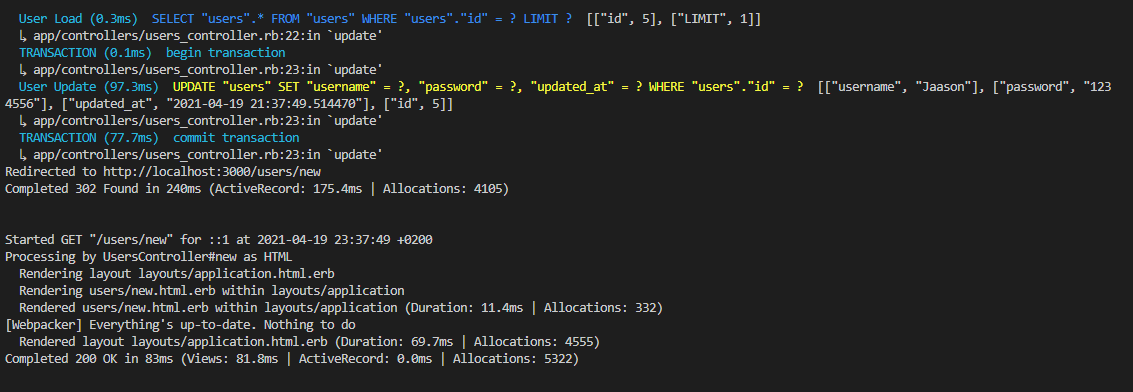 User Load (0.3ms)  SELECT "users".* FROM "users" WHERE "users"."id" = ? LIMIT ?  [["id", 5], ["LIMIT", 1]]
↳ app/controllers/users_controller.rb:22:in `update'
TRANSACTION (0.1ms)  begin transaction
↳ app/controllers/users_controller.rb:23:in `update'
User Update (97.3ms)  UPDATE "users" SET "username" = ?, "password" = ?, "updated_at" = ? WHERE "users"."id" = ?  [["username", "Jaason"], ["password", "123
4556"], ["updated_at", "2021-04-19 21:37:49.514470"], ["id", 5]]
↳ app/controllers/users_controller.rb:23:in `update'
TRANSACTION (77.7ms)  commit transaction
↳ app/controllers/users_controller.rb:23:in `update'
Redirected to http://localhost:3000/users/new
Completed 302 Found in 240ms (ActiveRecord: 175.4ms | Allocations: 4105)
Started GET "/users/new" for ::1 at 2021-04-19 23:37:49 +0200
Processing by UsersController#new as HTML
Rendering layout layouts/application.html.erb
Rendering users/new.html.erb within layouts/application
Rendered users/new.html.erb within layouts/application (Duration: 11.4ms | Allocations: 332)
[Webpacker] Everything's up-to-date. Nothing to do
Rendered layout layouts/application.html.erb (Duration: 69.7ms | Allocations: 4555)
Completed 200 OK in 83ms (Views: 81.8ms | ActiveRecord: 0.0ms | Allocations: 5322)